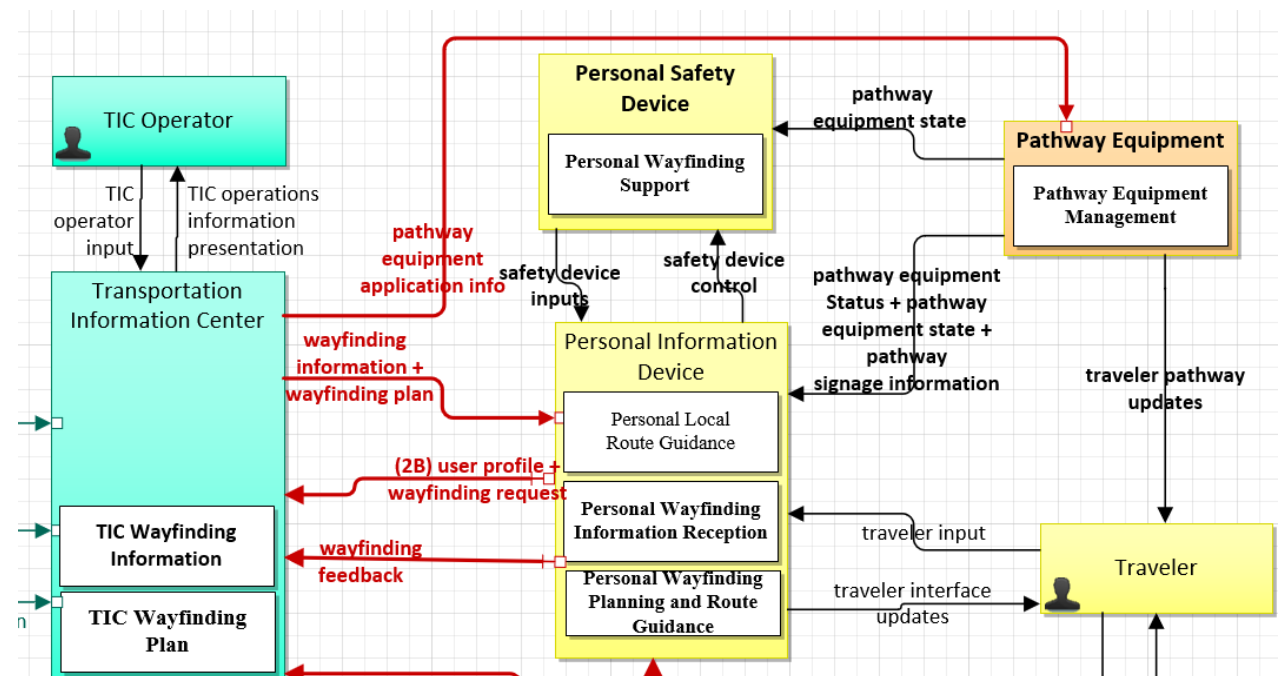 TIC Operator
TIC
operator
input
TIC operations
information
presentation
Transportation
Information Center
TIC Wayfinding
Information
TIC Wayfinding
Plan
n
pathway
equipment
application info
wayfinding
information +
wayfinding plan
(2B) user profile +
wayfinding request
wayfinding
feedback
Personal Safety
Device
Personal Wayfinding
Support
safety device
inputs
safety device
control
Personal Information
Device
Personal Local
Route Guidance
Personal Wayfinding
Information Reception
Personal Wayfinding
Planning and Route
Guidance
pathway
equipment state
Pathway Equipment
Pathway Equipment
Management
pathway equipment
Status + pathway
equipment state +
pathway
signage information
traveler pathway
updates
traveler input
traveler interface
updates
Traveler